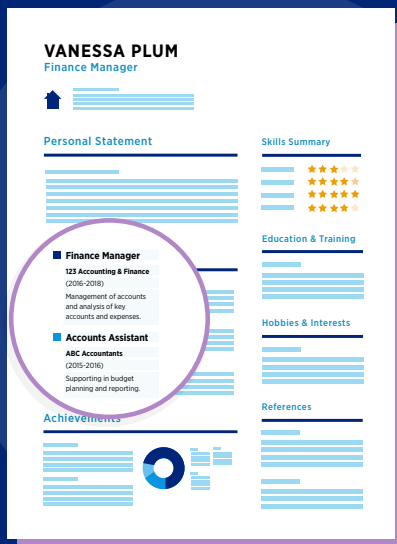 VANESSA PLUM
Finance Manager
Personal Statement
Finance Manager
123 Accounting & Finance
(2016-2018)
Management of accounts
and analysis of key
accounts and expenses.
Accounts Assistant
ABC Accountants
(2015-2016)
Supporting in budget
planning and reporting.
Achievements
Skills Summary
Education & Training
Hobbies & Interests
References